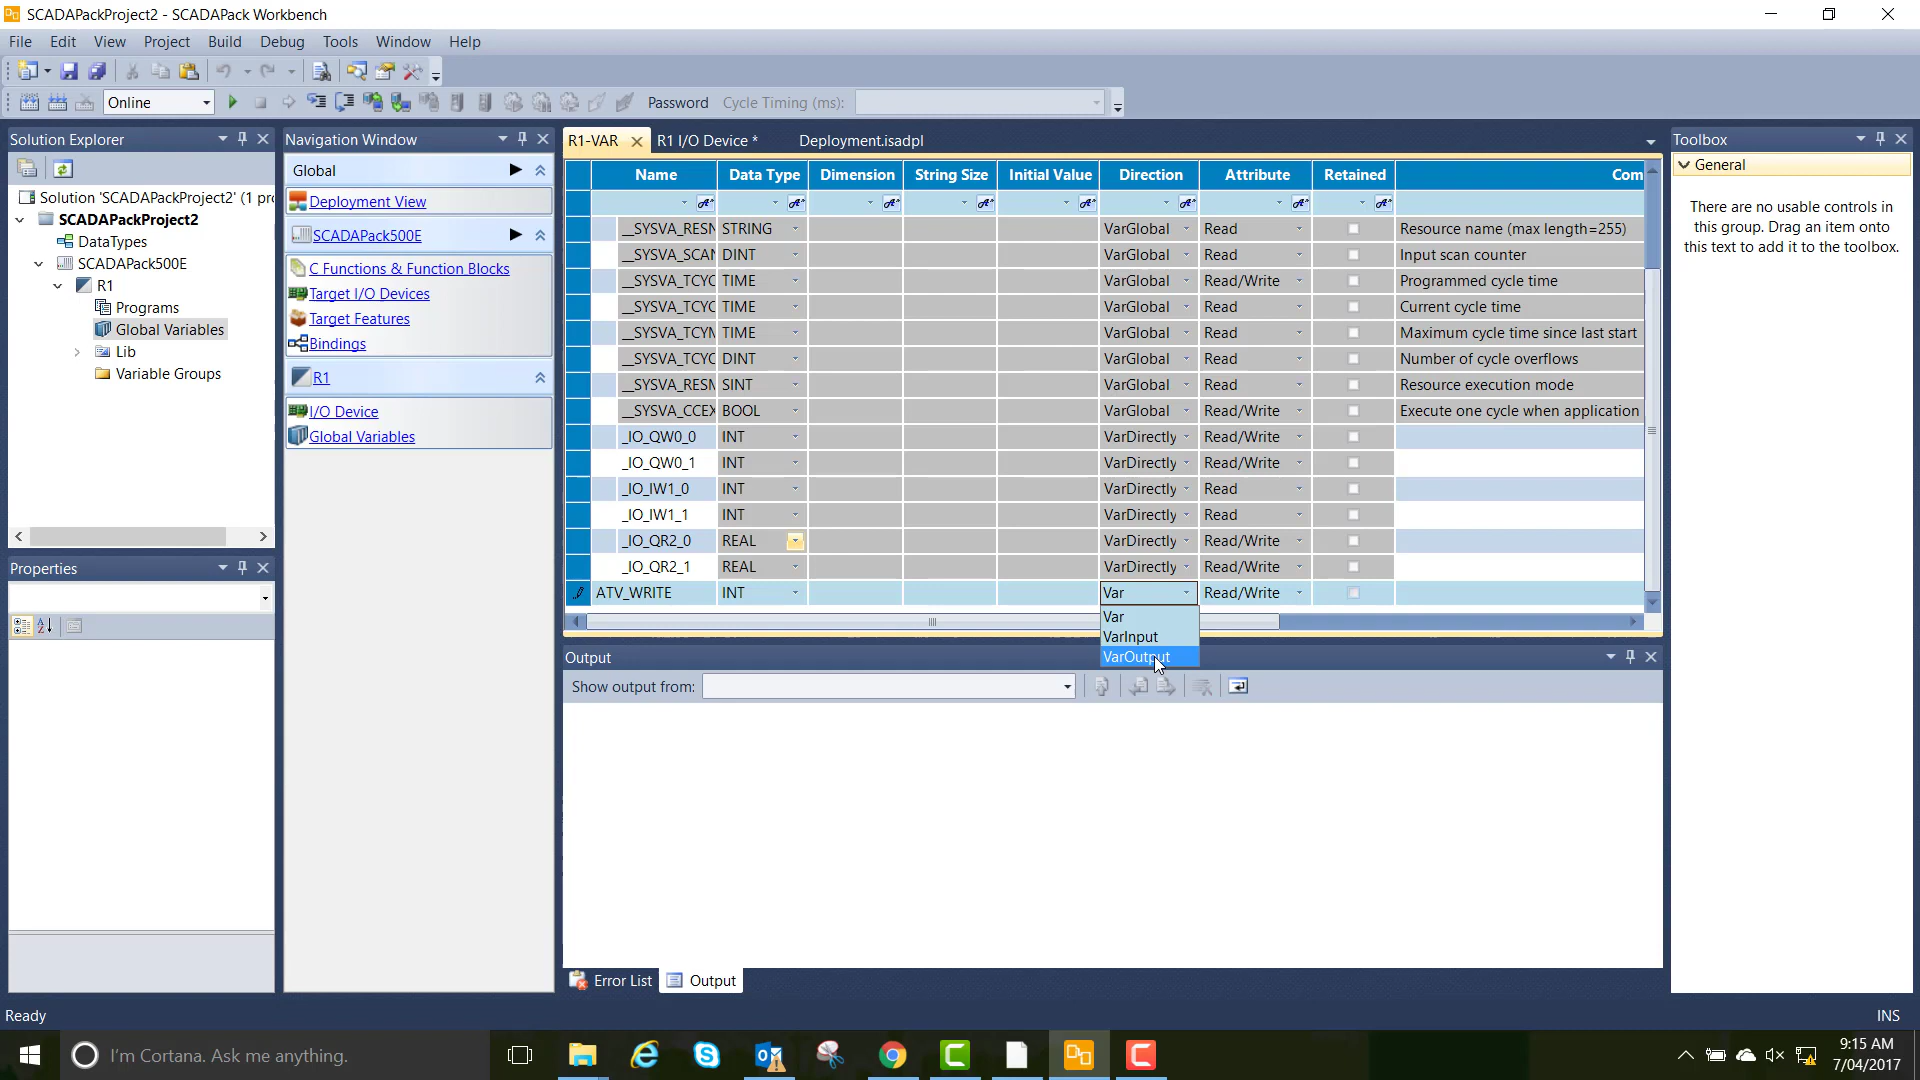 SCADAPackProject2 - SCADAPack Workbench
File Edit View Project Build Debug Tools Window Help
Online Password Cycle Timing (ms):
Solution Explorer
Solution 'SCADAPackProject2' (1 pro
SCADAPackProject2
DataTypes
SCADAPack500E
R1
Programs
Global Variables
Lib
Variable Groups
Properties
Navigation Window
Global
Deployment View
SCADAPack500E
C Functions & Function Blocks
Target I/O Devices
Target Features
Bindings
R1
I/O Device
Global Variables
R1-VAR R1 I/O Device * Deployment.isadpl
Name Data Type Dimension String Size Initial Value Direction Attribute Retained Com
__SYSVA_RESN STRING VarGlobal Read Resource name (max length=255)
__SYSVA_SCAN DINT VarGlobal Read Input scan counter
__SYSVA_TCYC TIME VarGlobal Read/Write Programmed cycle time
__SYSVA_TCYC TIME VarGlobal Read Current cycle time
__SYSVA_TCYM TIME VarGlobal Read Maximum cycle time since last start
__SYSVA_TCYC DINT VarGlobal Read Number of cycle overflows
__SYSVA_RESM SINT VarGlobal Read Resource execution mode
__SYSVA_CCEX BOOL VarGlobal Read/Write Execute one cycle when application
_IO_QW0_0 INT VarDirectly Read/Write
_IO_QW0_1 INT VarDirectly Read/Write
_IO_IW1_0 INT VarDirectly Read
_IO_IW1_1 INT VarDirectly Read
_IO_QR2_0 REAL VarDirectly Read/Write
_IO_QR2_1 REAL VarDirectly Read/Write
ATV_WRITE INT Var Read/Write
Var
VarInput
VarOutput
Output
Show output from:
Error List Output
Toolbox
General
There are no usable controls in
this group. Drag an item onto
this text to add it to the toolbox.
Ready INS
I'm Cortana. Ask me anything.
9:15 AM
7/04/2017